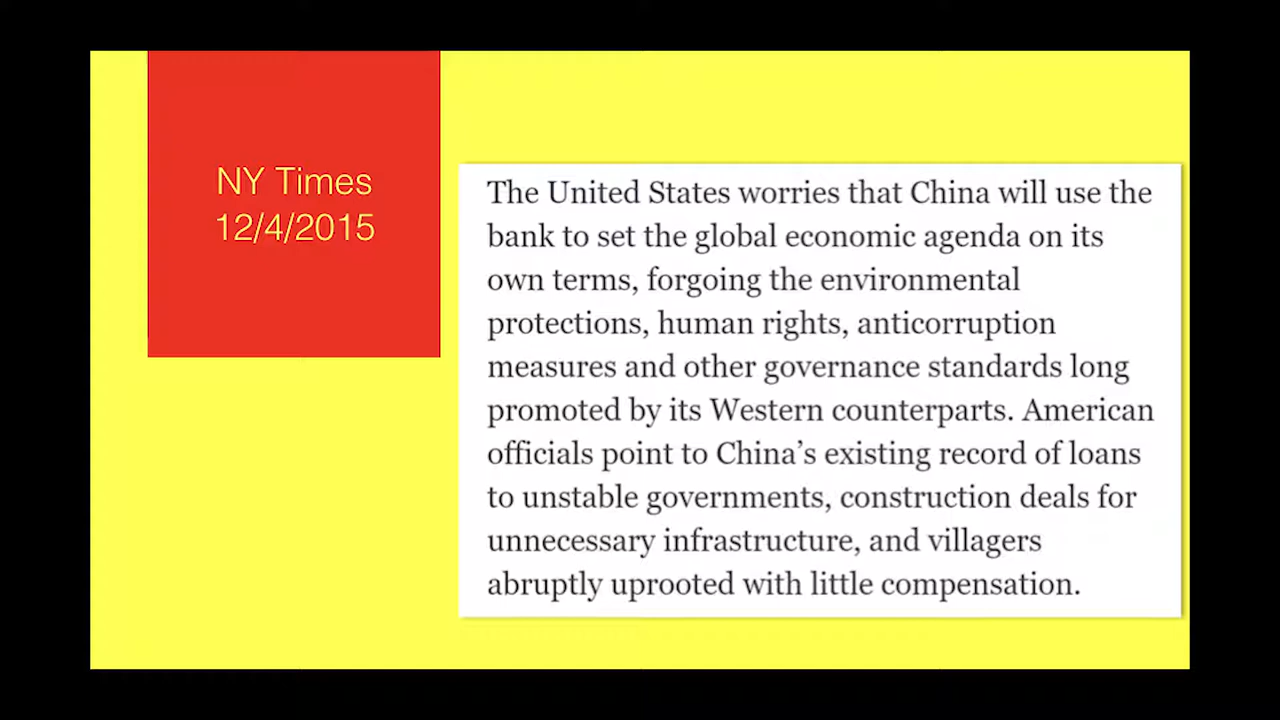 NY Times
12/4/2015
The United States worries that China will use the
bank to set the global economic agenda on its
own terms, forgoing the environmental
protections, human rights, anticorruption
measures and other governance standards long
promoted by its Western counterparts. American
officials point to China’s existing record of loans
to unstable governments, construction deals for
unnecessary infrastructure, and villagers
abruptly uprooted with little compensation.